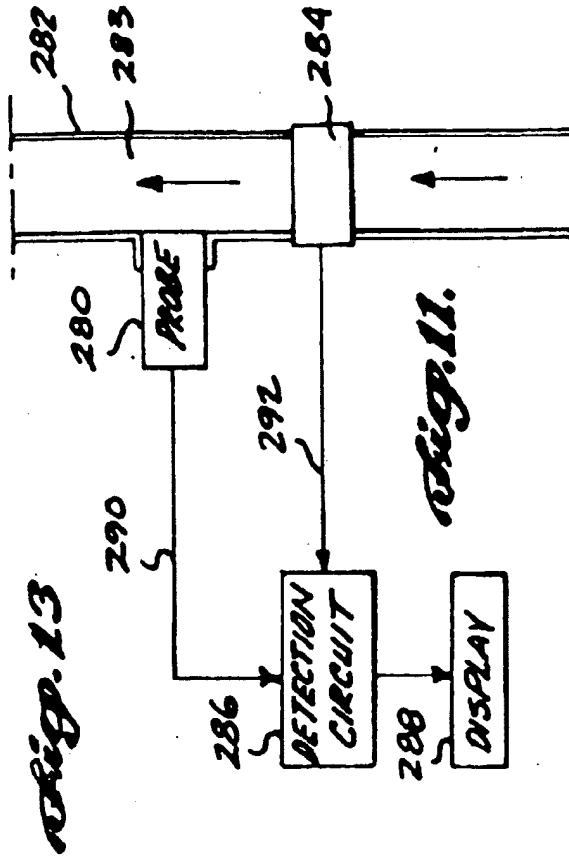 Fig. 13
290
280
282
283
PROBE
286
DETECTION
CIRCUIT
292
284
288
DISPLAY
Fig. 11.